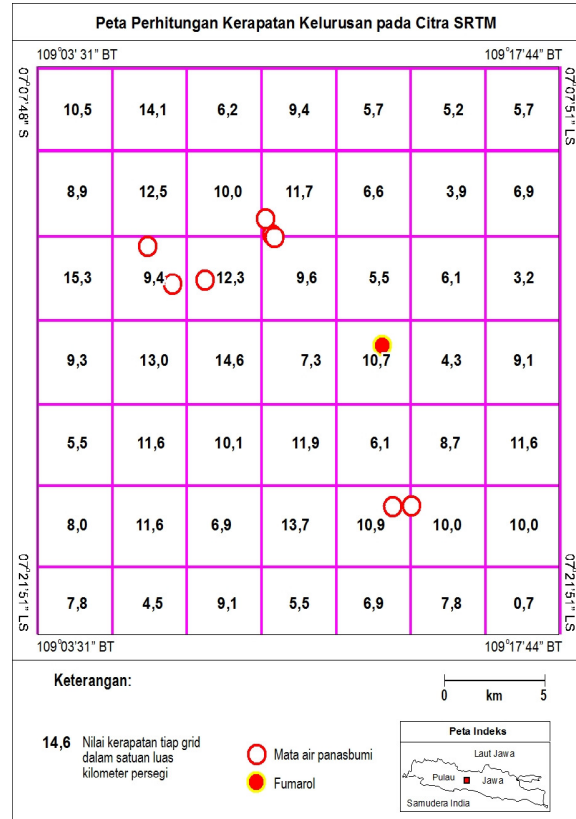 Peta Perhitungan Kerapatan Kelurusan pada Citra SRTM
109°03' 31" BT 109°17'44" BT
07°07'48" S
07°07'51" LS
10,5 14,1 6,2 9,4 5,7 5,2 5,7
8,9 12,5 10,0 11,7 6,6 3,9 6,9
15,3 9,4 12,3 9,6 5,5 6,1 3,2
9,3 13,0 14,6 7,3 10,7 4,3 9,1
5,5 11,6 10,1 11,9 6,1 8,7 11,6
8,0 11,6 6,9 13,7 10,9 10,0 10,0
7,8 4,5 9,1 5,5 6,9 7,8 0,7
07°21'51" LS
07°21'51" LS
109°03'31" BT 109°17'44" BT
Keterangan:
0 km 5
14,6 Nilai kerapatan tiap grid
dalam satuan luas
kilometer persegi
Mata air panasbumi
Fumarol
Peta Indeks
Laut Jawa
Pulau Jawa
Samudera India